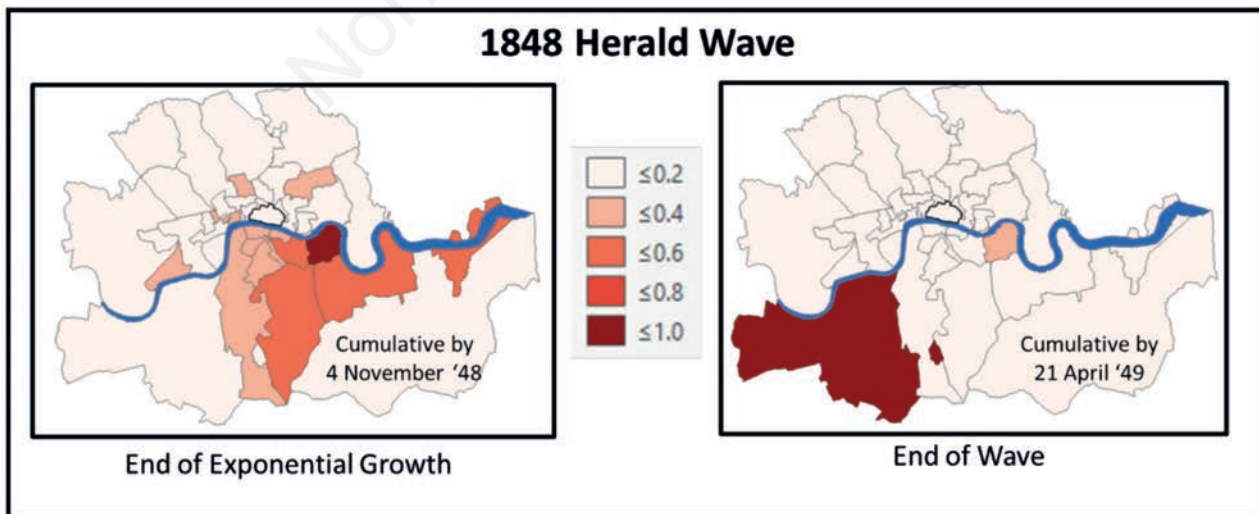 1848 Herald Wave
≤0.2
≤0.4
≤0.6
≤0.8
≤1.0
Cumulative by
4 November ‘48
Cumulative by
21 April ‘49
End of Exponential Growth
End of Wave